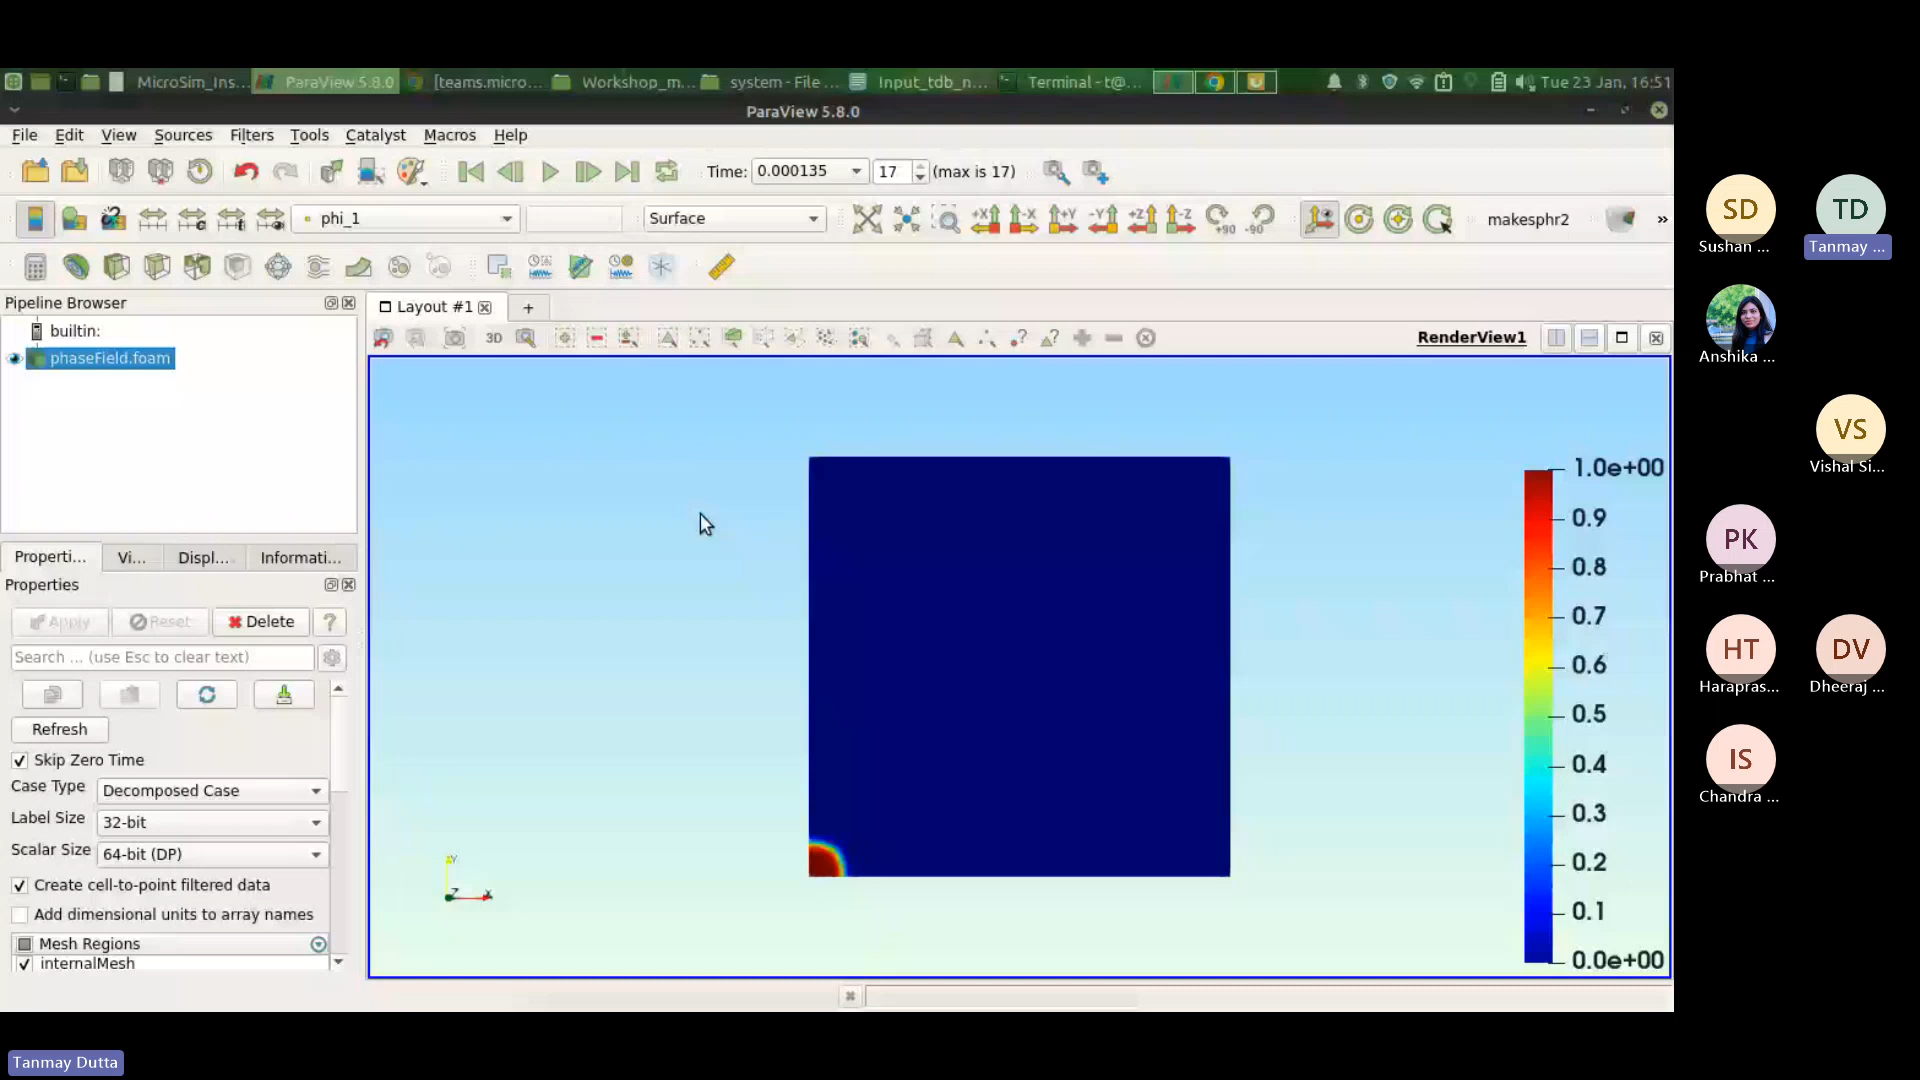 MicroSim_Ins...
ParaView 5.8.0
[teams.micro...
Workshop_m...
system - File ...
Input_tdb_n...
Terminal - t@...
Tue 23 Jan, 16:51
ParaView 5.8.0
File Edit View Sources Filters Tools Catalyst Macros Help
Time: 0.000135 17 (max is 17)
phi_1
Surface
+X -X +Y -Y +Z -Z +90 -90
makesphr2
»
Pipeline Browser
builtin:
phaseField.foam
Layout #1
+
3D
RenderView1
Properti... Vi... Displ... Informati...
Properties
Apply Reset Delete ?
Search ... (use Esc to clear text)
Refresh
Skip Zero Time
Case Type Decomposed Case
Label Size 32-bit
Scalar Size 64-bit (DP)
Create cell-to-point filtered data
Add dimensional units to array names
Mesh Regions
internalMesh
Y
Z
X
1.0e+00
0.9
0.8
0.7
0.6
0.5
0.4
0.3
0.2
0.1
0.0e+00
SD
Sushan ...
TD
Tanmay ...
Anshika ...
VS
Vishal Si...
PK
Prabhat ...
HT
Harapras...
DV
Dheeraj ...
IS
Chandra ...
Tanmay Dutta